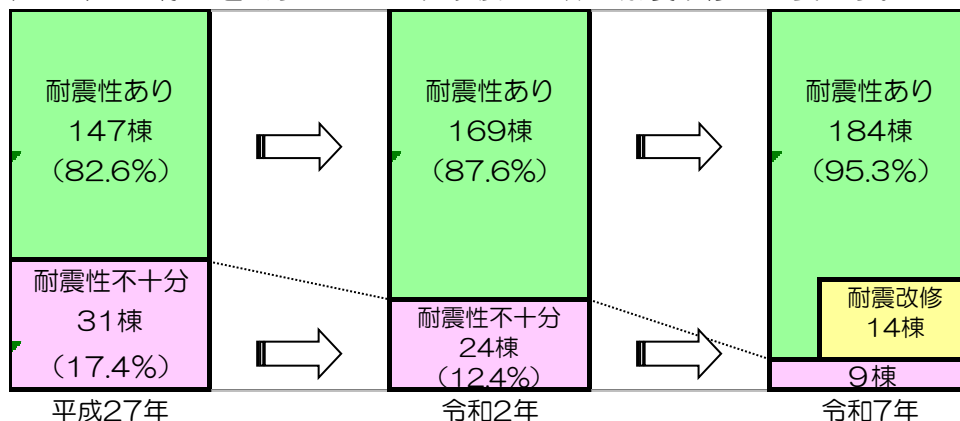 耐震性あり
147棟
(82.6%)
耐震性不十分
31棟
(17.4%)
平成27年
耐震性あり
169棟
(87.6%)
耐震性不十分
24棟
(12.4%)
令和2年
耐震性あり
184棟
(95.3%)
耐震改修
14棟
9棟
令和7年